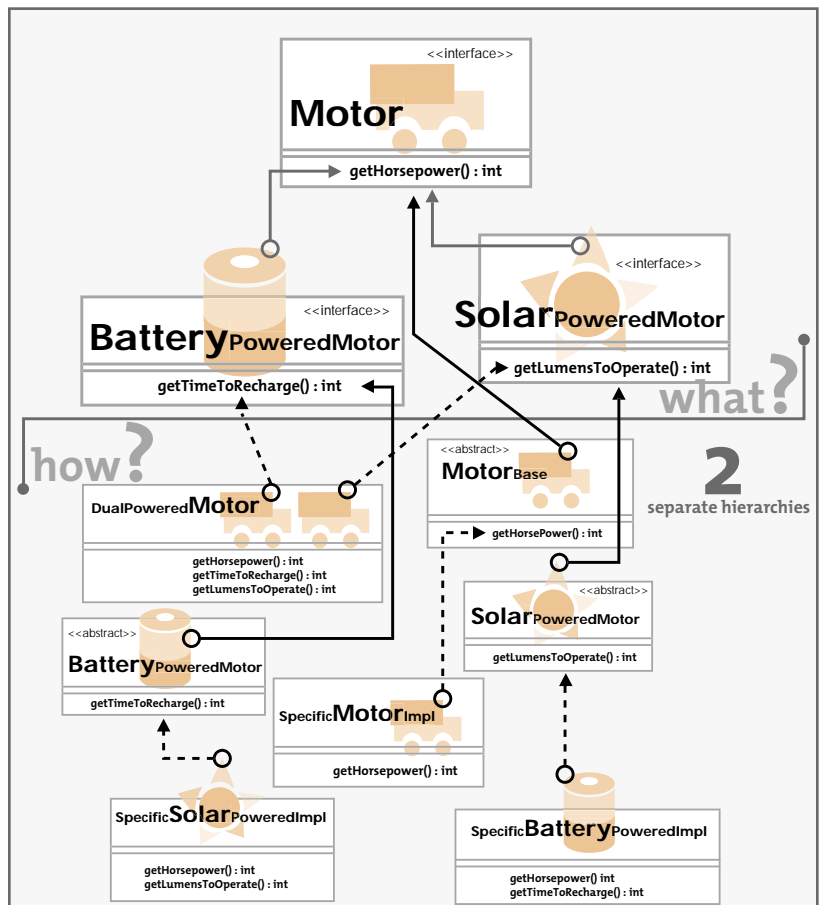 <<interface>>
Motor
getHorsepower() : int
<<interface>>
BatteryPoweredMotor
getTimeToRecharge() : int
<<interface>>
SolarPoweredMotor
getLumensToOperate() : int
what?
how?
2
separate hierarchies
DualPoweredMotor
getHorsepower() : int
getTimeToRecharge() : int
getLumensToOperate() : int
<<abstract>>
MotorBase
getHorsePower() : int
<<abstract>>
BatteryPoweredMotor
getTimeToRecharge() : int
<<abstract>>
SolarPoweredMotor
getLumensToOperate() : int
SpecificMotorImpl
getHorsepower() : int
SpecificSolarPoweredImpl
getHorsepower() : int
getLumensToOperate() : int
SpecificBatteryPoweredImpl
getHorsepower() : int
getTimeToRecharge() : int